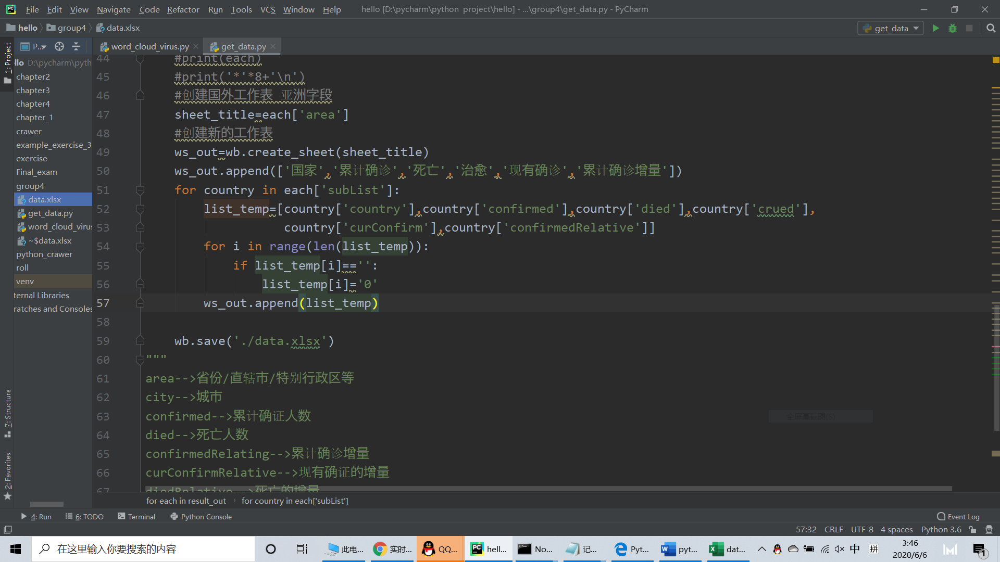 File Edit View Navigate Code Refactor Run Tools VCS Window Help hello [D:\pycharm\python project\hello] - ...\group4\get_data.py - PyCharm
hello group4 data.xlsx get_data
1: Project
P.. word_cloud_virus.py get_data.py
llo D:\pycharm\pyth
chapter2
chapter3
chapter4
chapter_1
crawer
example_exercise_3
exercise
Final_exam
group4
data.xlsx
get_data.py
word_cloud_virus
~$data.xlsx
python_crawer
roll
venv
ternal Libraries
ratches and Consoles
7: Structure
2: Favorites
44 #print(each)
45 #print('*'*8+'\n')
46 #创建国外工作表 亚洲字段
47 sheet_title=each['area']
48 #创建新的工作表
49 ws_out=wb.create_sheet(sheet_title)
50 ws_out.append(['国家','累计确诊','死亡','治愈','现有确诊','累计确诊增量'])
51 for country in each['subList']:
52 list_temp=[country['country'],country['confirmed'],country['died'],country['crued'],
53 country['curConfirm'],country['confirmedRelative']]
54 for i in range(len(list_temp)):
55 if list_temp[i]=='':
56 list_temp[i]='0'
57 ws_out.append(list_temp)
58
59 wb.save('./data.xlsx')
60 """
61 area-->省份/直辖市/特别行政区等
62 city-->城市
63 confirmed-->累计确证人数
64 died-->死亡人数
65 confirmedRelating-->累计确诊增量
66 curConfirmRelative-->现有确证的增量
67 diedRelative-->死亡的增量
全屏幕截图(S)
for each in result_out › for country in each['subList']
4: Run 6: TODO Terminal Python Console Event Log
57:32 CRLF UTF-8 4 spaces Python 3.6
在这里输入你要搜索的内容 此电... 实时... QQ... hell... No... 记... Pyt... pyt... dat... 中 拼 3:46
2020/6/6
1